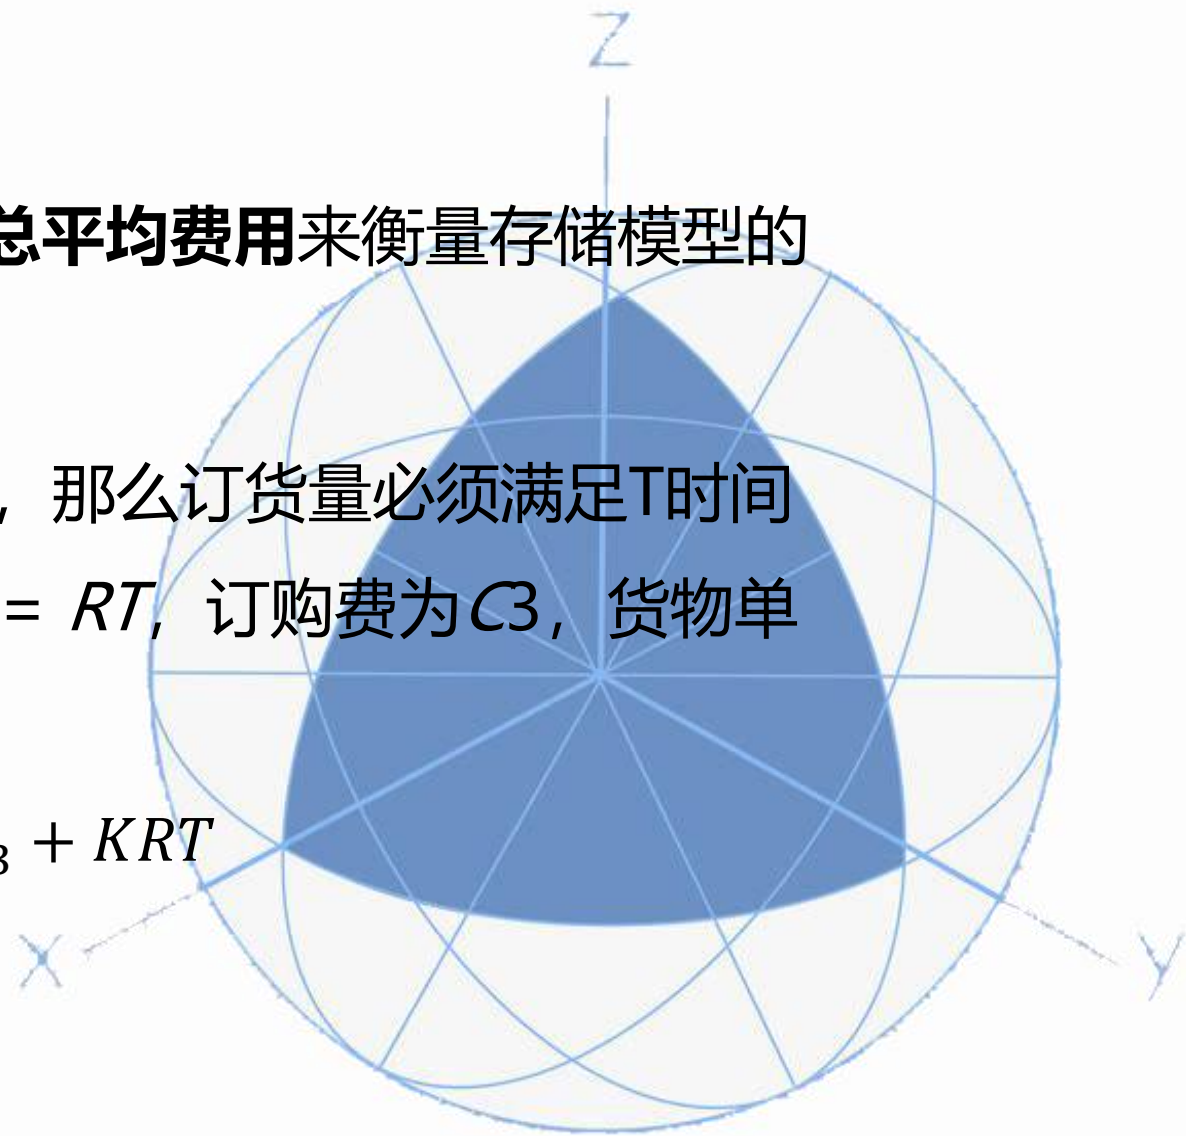 Z
总平均费用来衡量存储模型的
，那么订货量必须满足T时间
= RT，订购费为C3，货物单
3 + KRT
X
Y